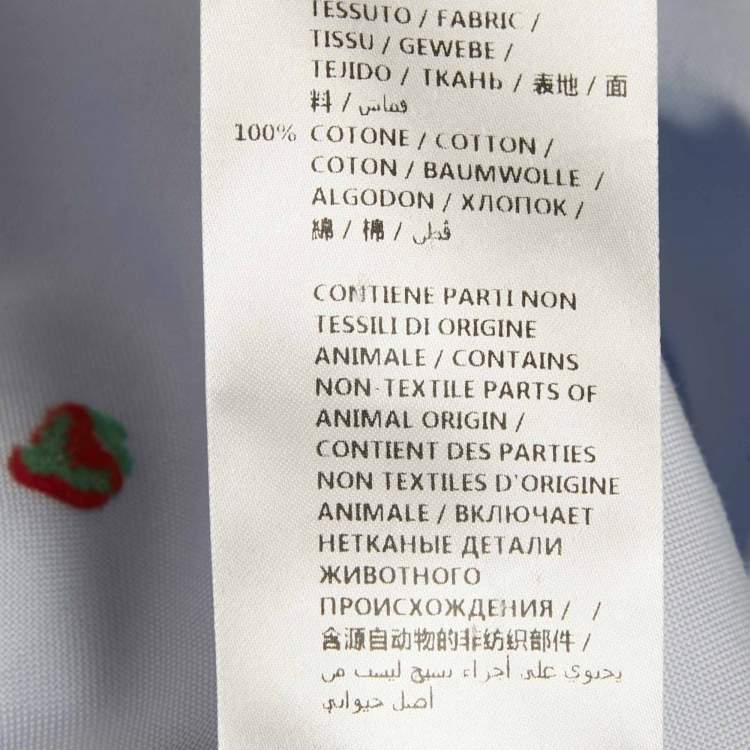 TESSUTO / FABRIC /
TISSU / GEWEBE /
TEJIDO / ТКАНЬ / 表地 / 面
料 / قماش
100% COTONE / COTTON /
COTON / BAUMWOLLE /
ALGODON / ХЛОПОК /
綿 / 棉 / قطن
CONTIENE PARTI NON
TESSILI DI ORIGINE
ANIMALE / CONTAINS
NON-TEXTILE PARTS OF
ANIMAL ORIGIN /
CONTIENT DES PARTIES
NON TEXTILES D'ORIGINE
ANIMALE / ВКЛЮЧАЕТ
НЕТКАНЫЕ ДЕТАЛИ
ЖИВОТНОГО
ПРОИСХОЖДЕНИЯ / /
含源自动物的非纺织部件 /
يحتوي على أجزاء نسيج ليست من
أصل حيواني